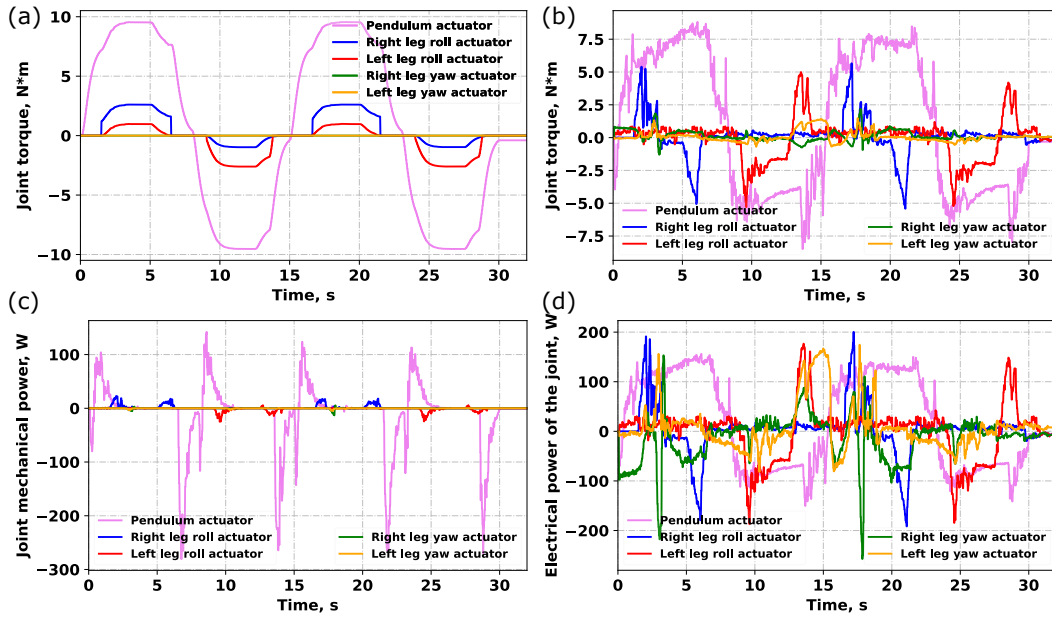 (a)
Joint torque, N*m
10
5
0
−5
−10
Pendulum actuator
Right leg roll actuator
Left leg roll actuator
Right leg yaw actuator
Left leg yaw actuator
0 5 10 15 20 25 30
Time, s
(b)
Joint torque, N*m
7.5
5.0
2.5
0.0
−2.5
−5.0
−7.5
Pendulum actuator
Right leg roll actuator
Left leg roll actuator
Right leg yaw actuator
Left leg yaw actuator
0 5 10 15 20 25 30
Time, s
(c)
Joint mechanical power, W
100
0
−100
−200
−300
Pendulum actuator
Right leg roll actuator
Left leg roll actuator
Right leg yaw actuator
Left leg yaw actuator
0 5 10 15 20 25 30
Time, s
(d)
Electrical power of the Joint, W
200
100
0
−100
−200
Pendulum actuator
Right leg roll actuator
Left leg roll actuator
Right leg yaw actuator
Left leg yaw actuator
0 5 10 15 20 25 30
Time, s